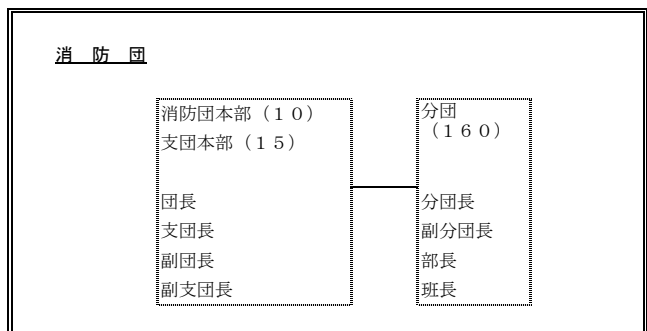 消 防 団
消防団本部（１０）
支団本部（１５）
団長
支団長
副団長
副支団長
分団
（１６０）
分団長
副分団長
部長
班長